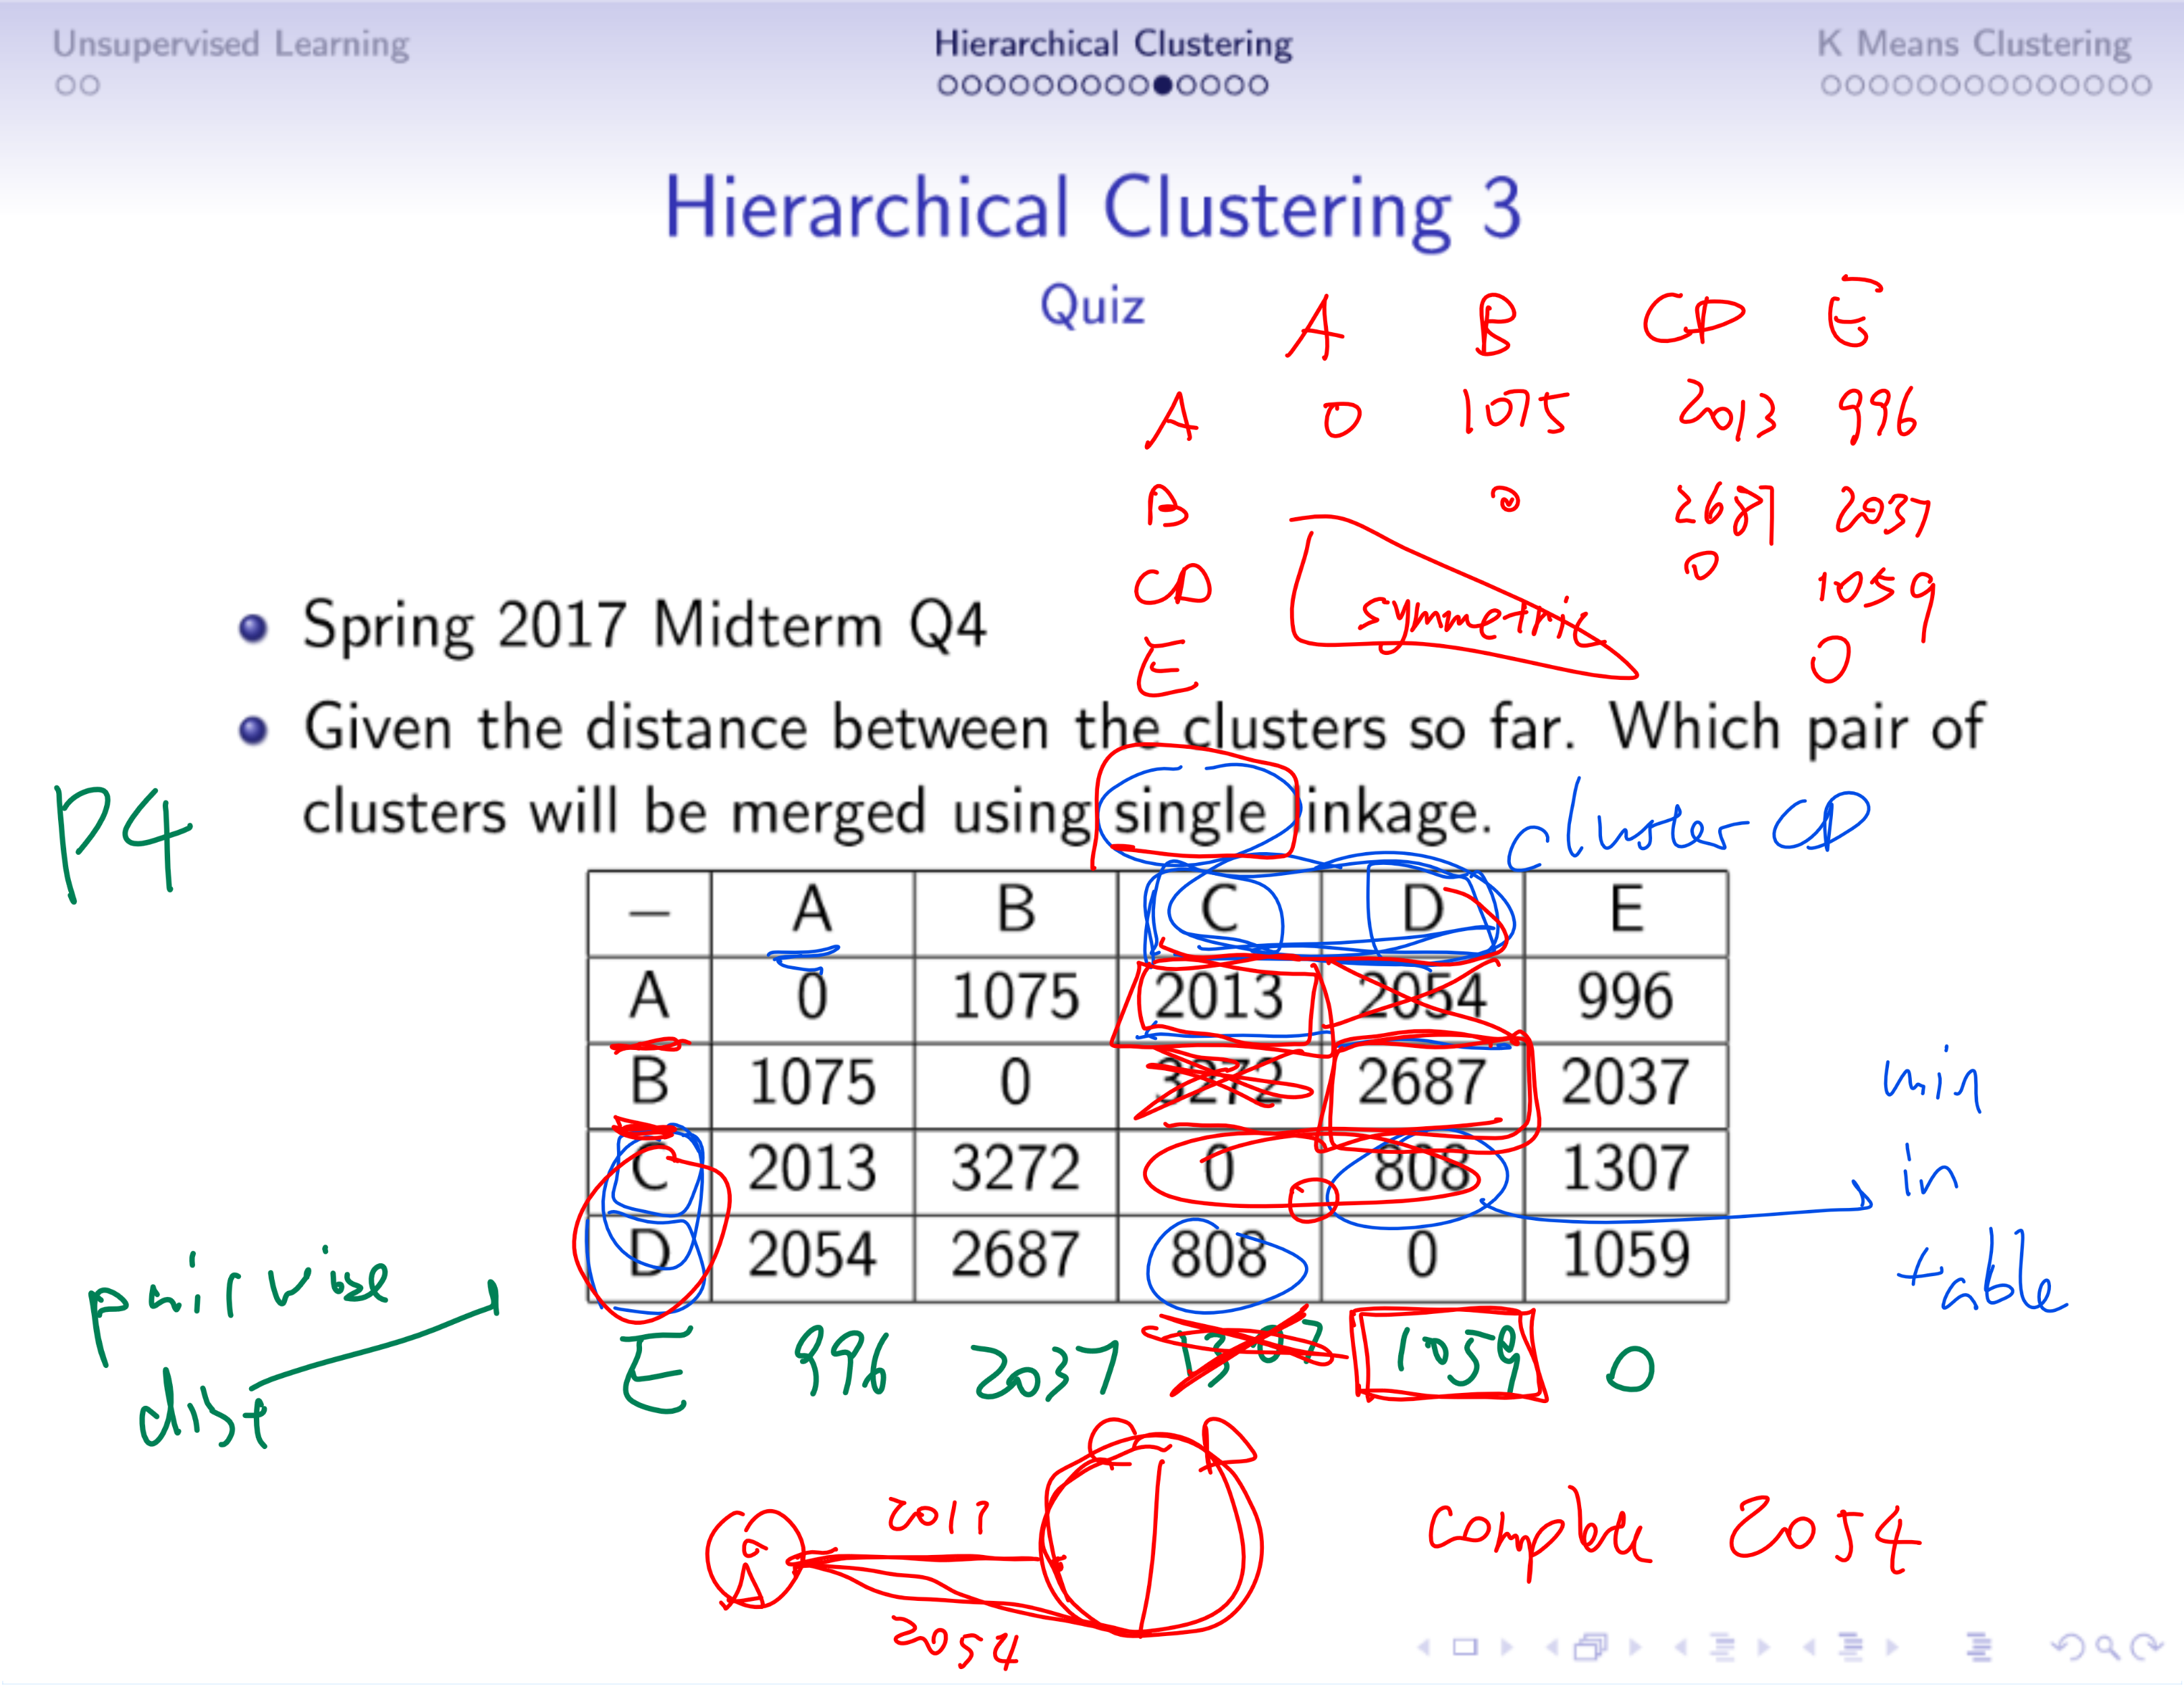 Unsupervised Learning Hierarchical Clustering K Means Clustering
Hierarchical Clustering 3
Quiz
A B CD E
A 0 1075 2013 996
B 0 2687 2037
CD 0 1059
E 0
symmetric
Spring 2017 Midterm Q4
Given the distance between the clusters so far. Which pair of
clusters will be merged using single linkage.
P4
cluster CD
– A B C D E
A 0 1075 2013 2054 996
B 1075 0 3272 2687 2037
C 2013 3272 0 808 1307
D 2054 2687 808 0 1059
E 996 2037 1307 1059 0
min
in
table
pairwise
dist
2013
A
2054
complete 2054